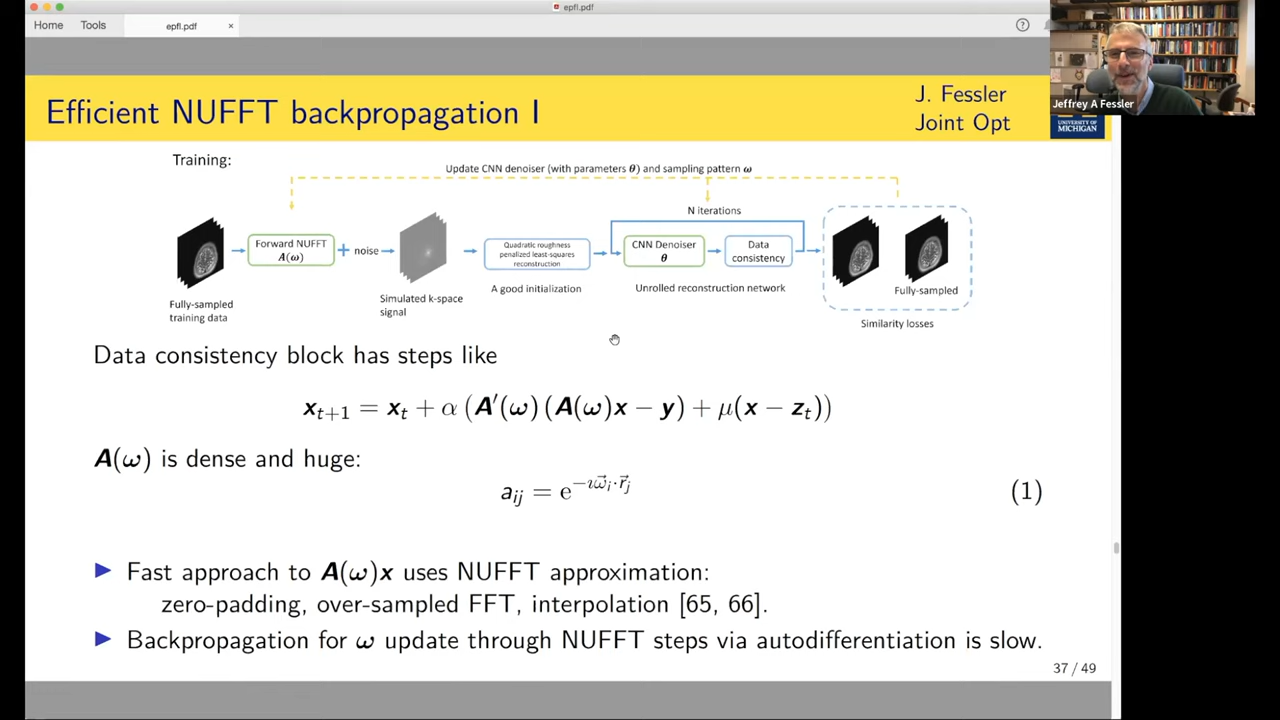 epfl.pdf
Home Tools epfl.pdf ×
Jeffrey A Fessler
Efficient NUFFT backpropagation I
J. Fessler
Joint Opt
UNIVERSITY OF
MICHIGAN
Training:
Update CNN denoiser (with parameters θ) and sampling pattern ω
N iterations
Forward NUFFT
A(ω)
+ noise
Quadratic roughness
penalized least-squares
reconstruction
CNN Denoiser
θ
Data
consistency
Fully-sampled
training data
Simulated k-space
signal
A good initialization
Unrolled reconstruction network
Fully-sampled
Similarity losses
Data consistency block has steps like
x_{t+1} = x_t + α (A′(ω) (A(ω)x − y) + μ(x − z_t))
A(ω) is dense and huge:
a_{ij} = e^{−ı\vec{ω}_i·\vec{r}_j} (1)
▶ Fast approach to A(ω)x uses NUFFT approximation:
zero-padding, over-sampled FFT, interpolation [65, 66].
▶ Backpropagation for ω update through NUFFT steps via autodifferentiation is slow.
37 / 49